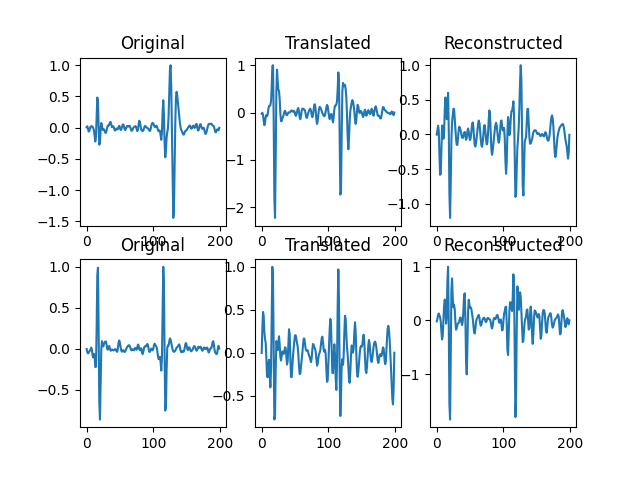 Original Translated Reconstructed
1.0 1 1.0
0.5 0 0.5
0.0 -1 0.0
−0.5 −2 −0.5
−1.0 −1.0
−1.5
0 100 200 0 100 200 0 100 200
Original Translated Reconstructed
1.0 1.0 1
0.5 0.5 0
0.0 0.0 −1
−0.5 −0.5
0 100 200 0 100 200 0 100 200